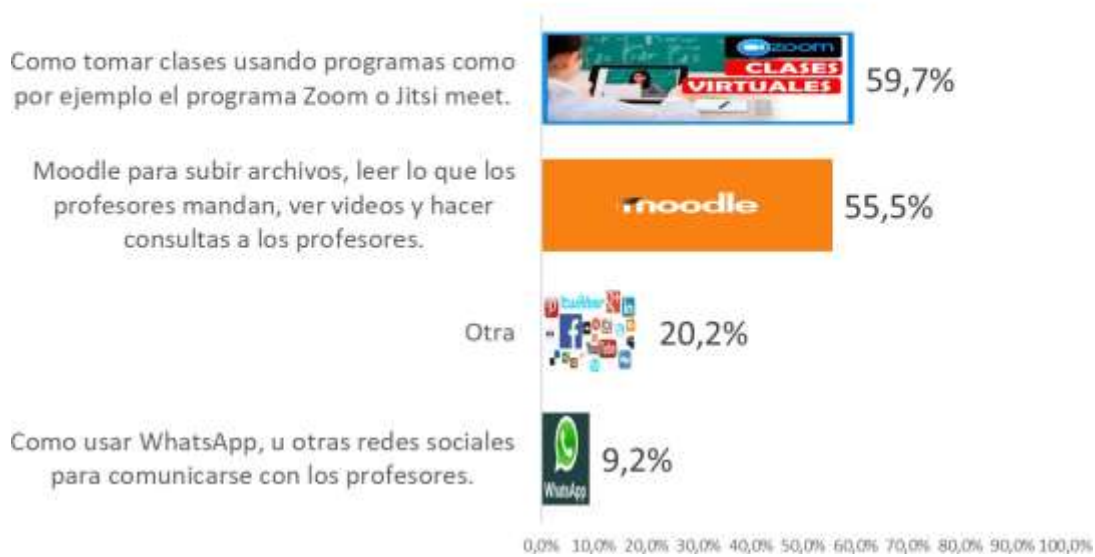 Como tomar clases usando programas como
por ejemplo el programa Zoom o Jitsi meet.
zoom
CLASES
VIRTUALES
59,7%
Moodle para subir archivos, leer lo que los
profesores mandan, ver videos y hacer
consultas a los profesores.
moodle
55,5%
Otra
twitter
20,2%
Como usar WhatsApp, u otras redes sociales
para comunicarse con los profesores.
WhatsApp
9,2%
0,0% 10,0% 20,0% 30,0% 40,0% 50,0% 60,0% 70,0% 80,0% 90,0% 100,0%